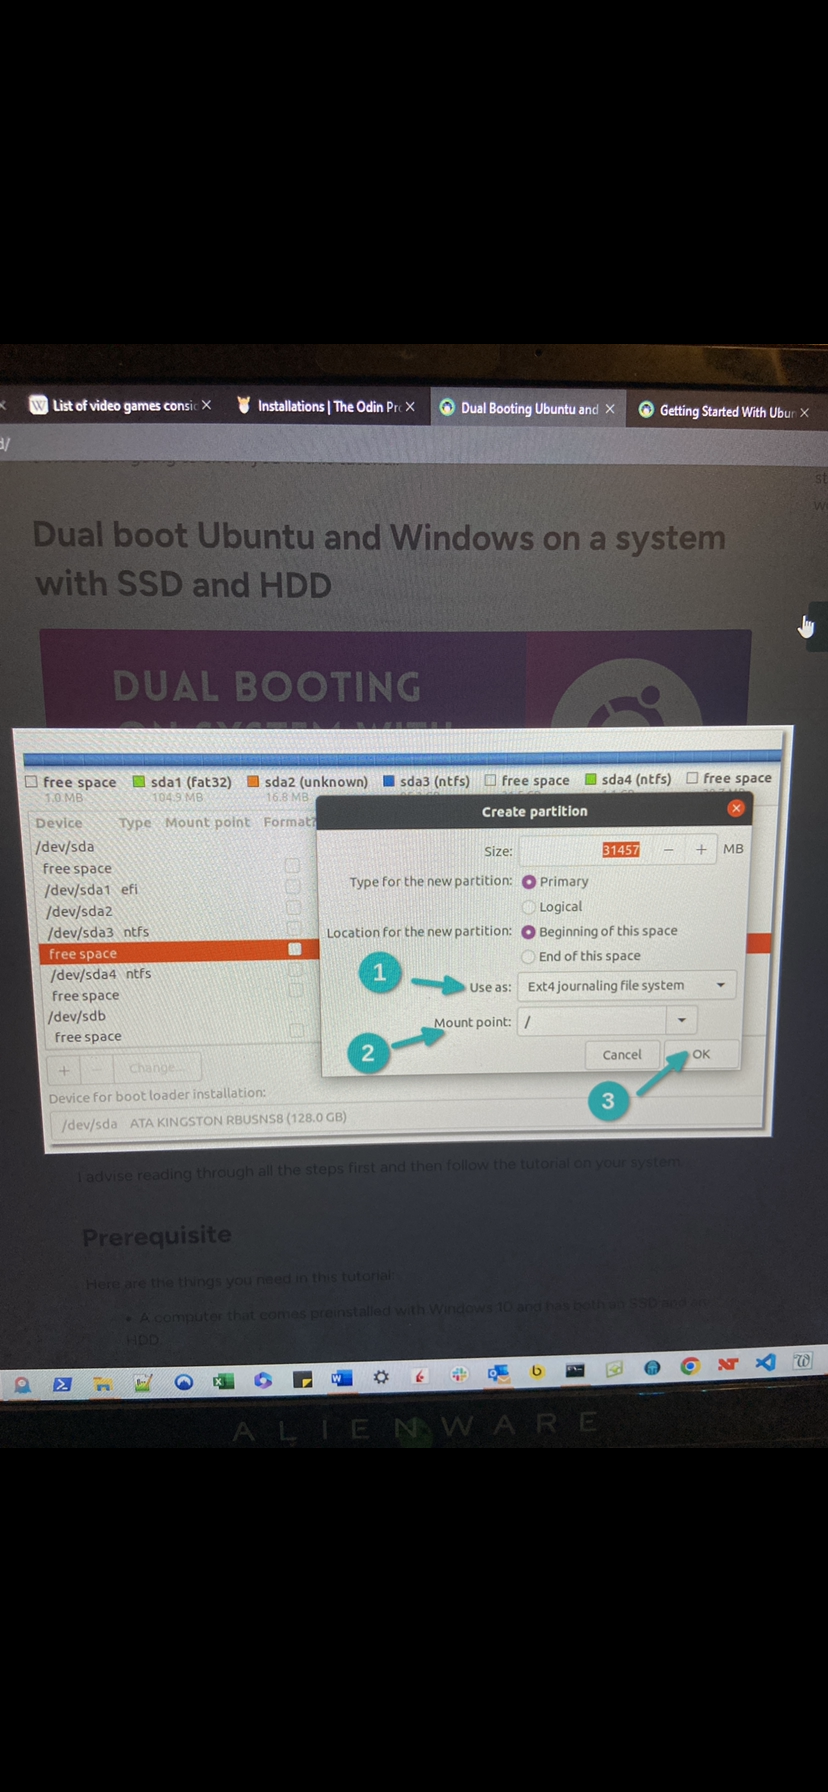 List of video games consic
Installations | The Odin Prc
Dual Booting Ubuntu and
Getting Started With Ubun
d/
st
w
Dual boot Ubuntu and Windows on a system
with SSD and HDD
DUAL BOOTING
ON SYSTEM WITH
free space sda1 (fat32) sda2 (unknown) sda3 (ntfs) free space sda4 (ntfs) free space
1.0 MB 104.9 MB 16.8 MB
Device Type Mount point Format?
/dev/sda
free space
/dev/sda1 efi
/dev/sda2
/dev/sda3 ntfs
free space
/dev/sda4 ntfs
free space
/dev/sdb
free space
+ − Change...
Device for boot loader installation:
/dev/sda ATA KINGSTON RBUSNS8 (128.0 GB)
Create partition
Size: 31457 − + MB
Type for the new partition: Primary
Logical
Location for the new partition: Beginning of this space
End of this space
1
Use as: Ext4 journaling file system
2
Mount point: /
Cancel OK
3
I advise reading through all the steps first and then follow the tutorial on your system.
Prerequisite
Here are the things you need in this tutorial:
• A computer that comes preinstalled with Windows 10 and has both an SSD and an
HDD.
ALIENWARE